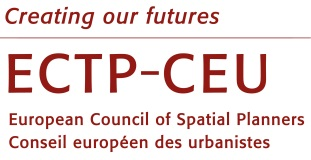 Creating our futures
ECTP-CEU
European Council of Spatial Planners
Conseil européen des urbanistes